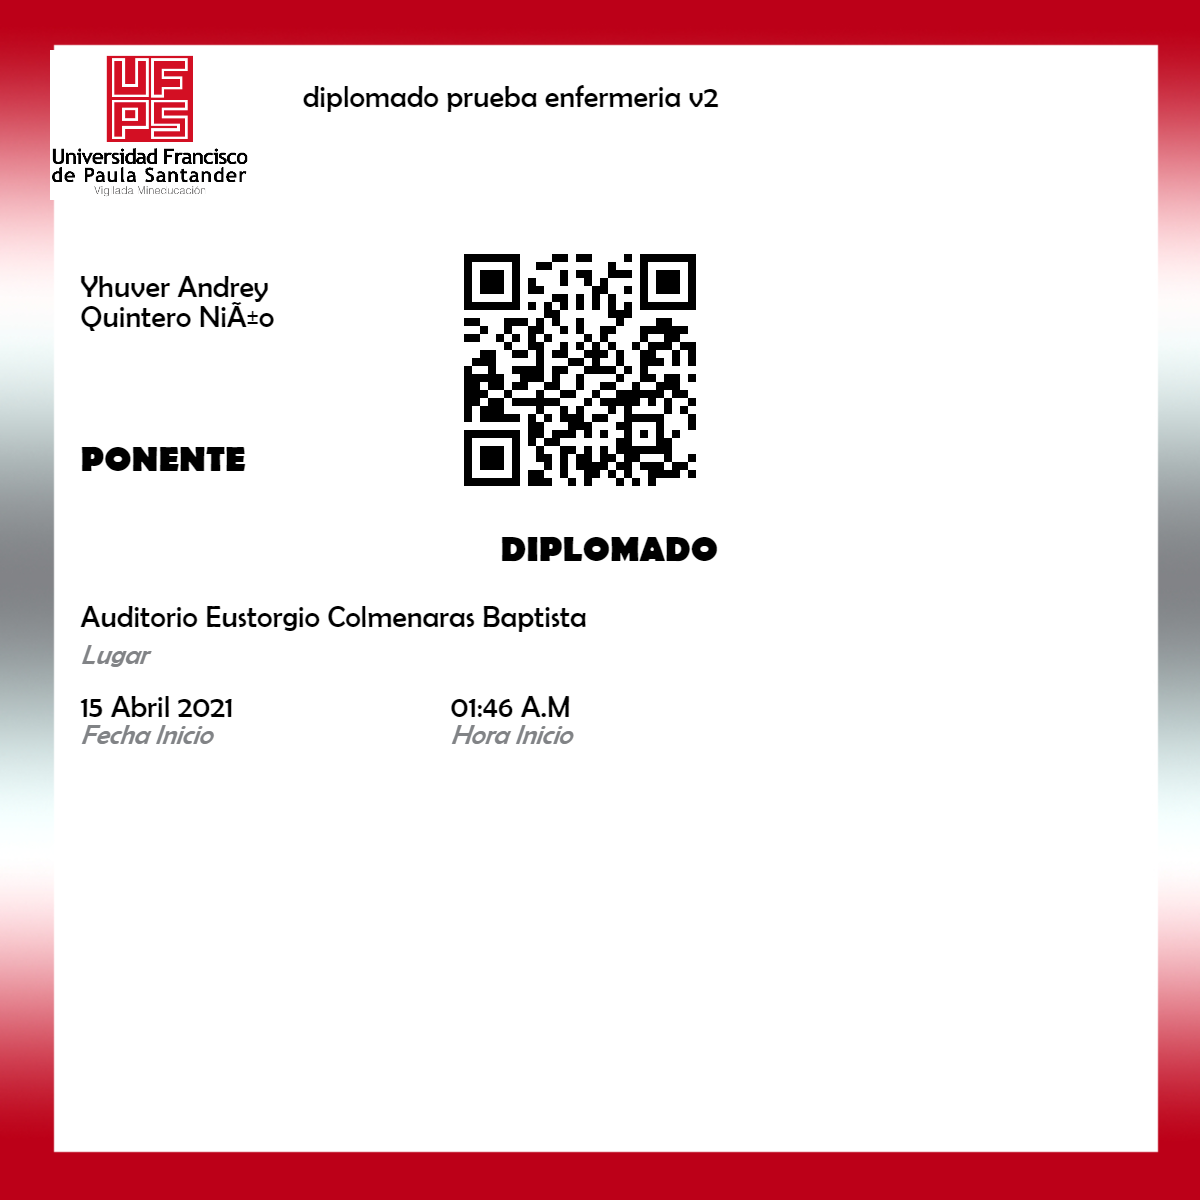 UFPS
Universidad Francisco
de Paula Santander
Vigilada Mineducación
diplomado prueba enfermeria v2
Yhuver Andrey
Quintero NiÃ±o
PONENTE
DIPLOMADO
Auditorio Eustorgio Colmenaras Baptista
Lugar
15 Abril 2021
01:46 A.M
Fecha Inicio
Hora Inicio